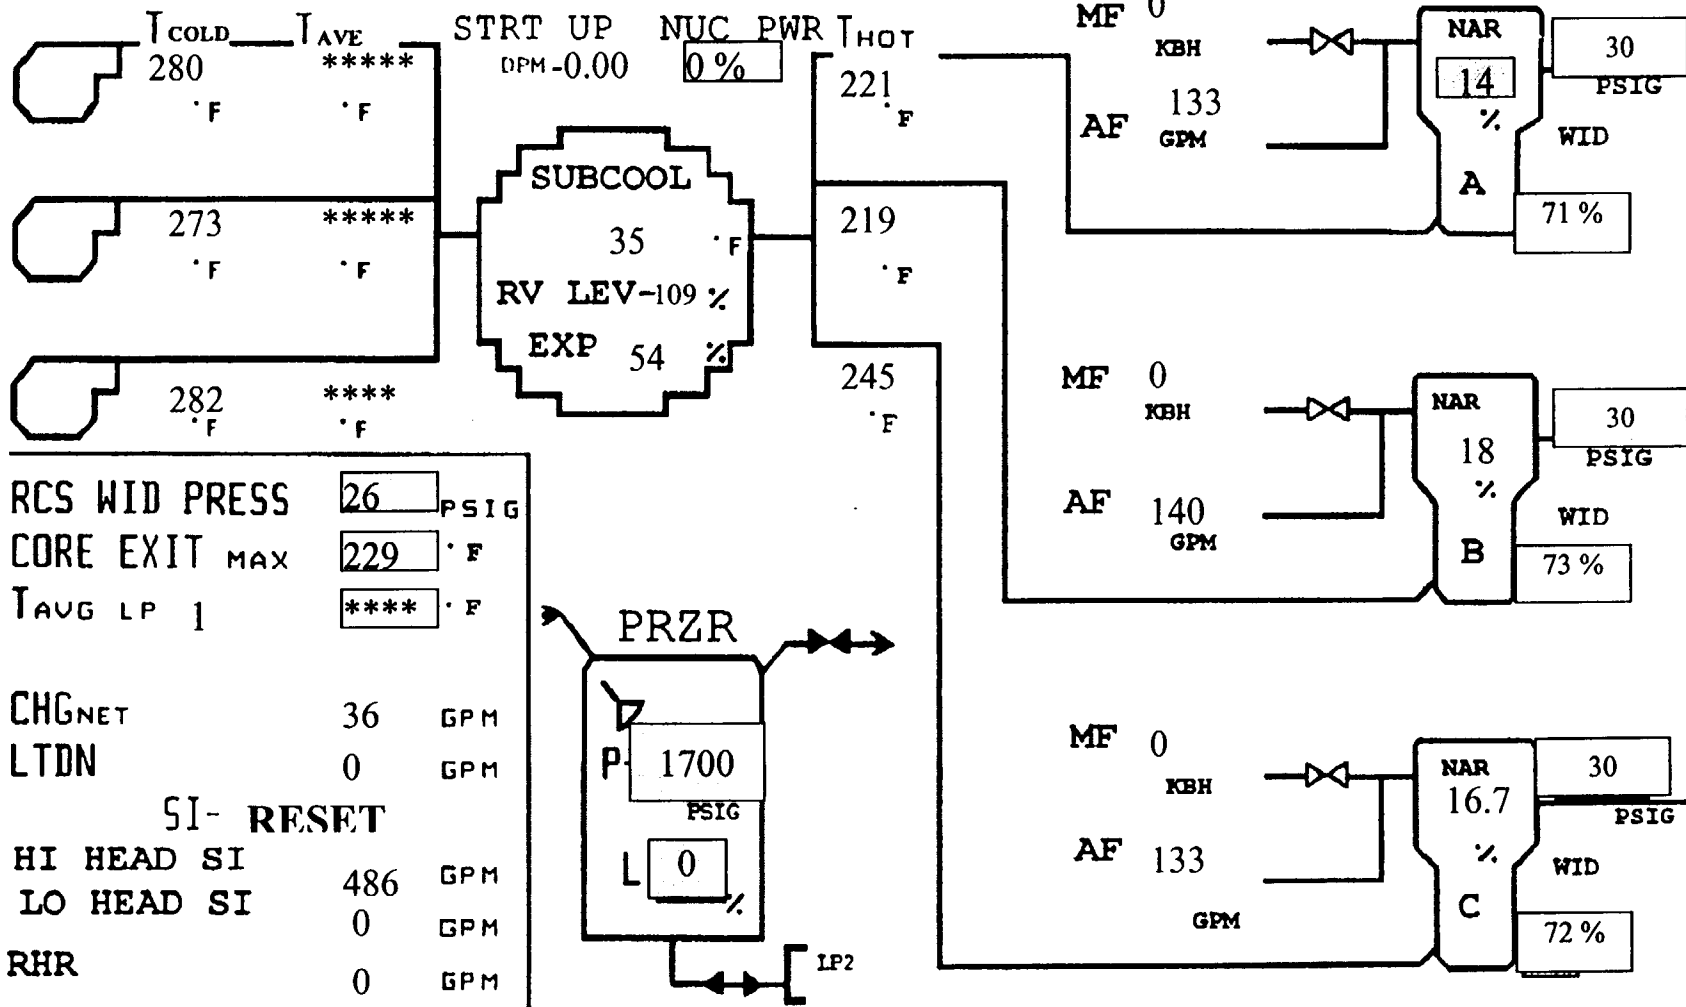 TCOLD TAVE STRT UP NUC PWR THOT
280 ***** DPM -0.00 0 % 221
°F °F °F
273 ***** 219
°F °F °F
282 **** 245
°F °F °F
SUBCOOL
35 °F
RV LEV-109 %
EXP 54 %
MF 0
KBH
AF 133
GPM
NAR
14
%
A
30
PSIG
WID
71 %
MF 0
KBH
AF 140
GPM
NAR
18
%
B
30
PSIG
WID
73 %
MF 0
KBH
AF 133
GPM
NAR
16.7
%
C
30
PSIG
WID
72 %
RCS WID PRESS 26 PSIG
CORE EXIT MAX 229 °F
TAVG LP 1 **** °F
CHGNET 36 GPM
LTDN 0 GPM
SI- RESET
HI HEAD SI 486 GPM
LO HEAD SI 0 GPM
RHR 0 GPM
PRZR
P 1700
PSIG
L 0
%
LP2